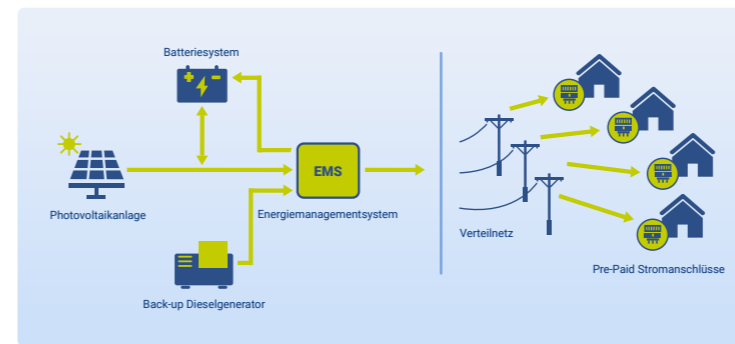 Batteriesystem
EMS
Photovoltaikanlage
Energiemanagementsystem
Verteilnetz
Pre-Paid Stromanschlüsse
Back-up Dieselgenerator